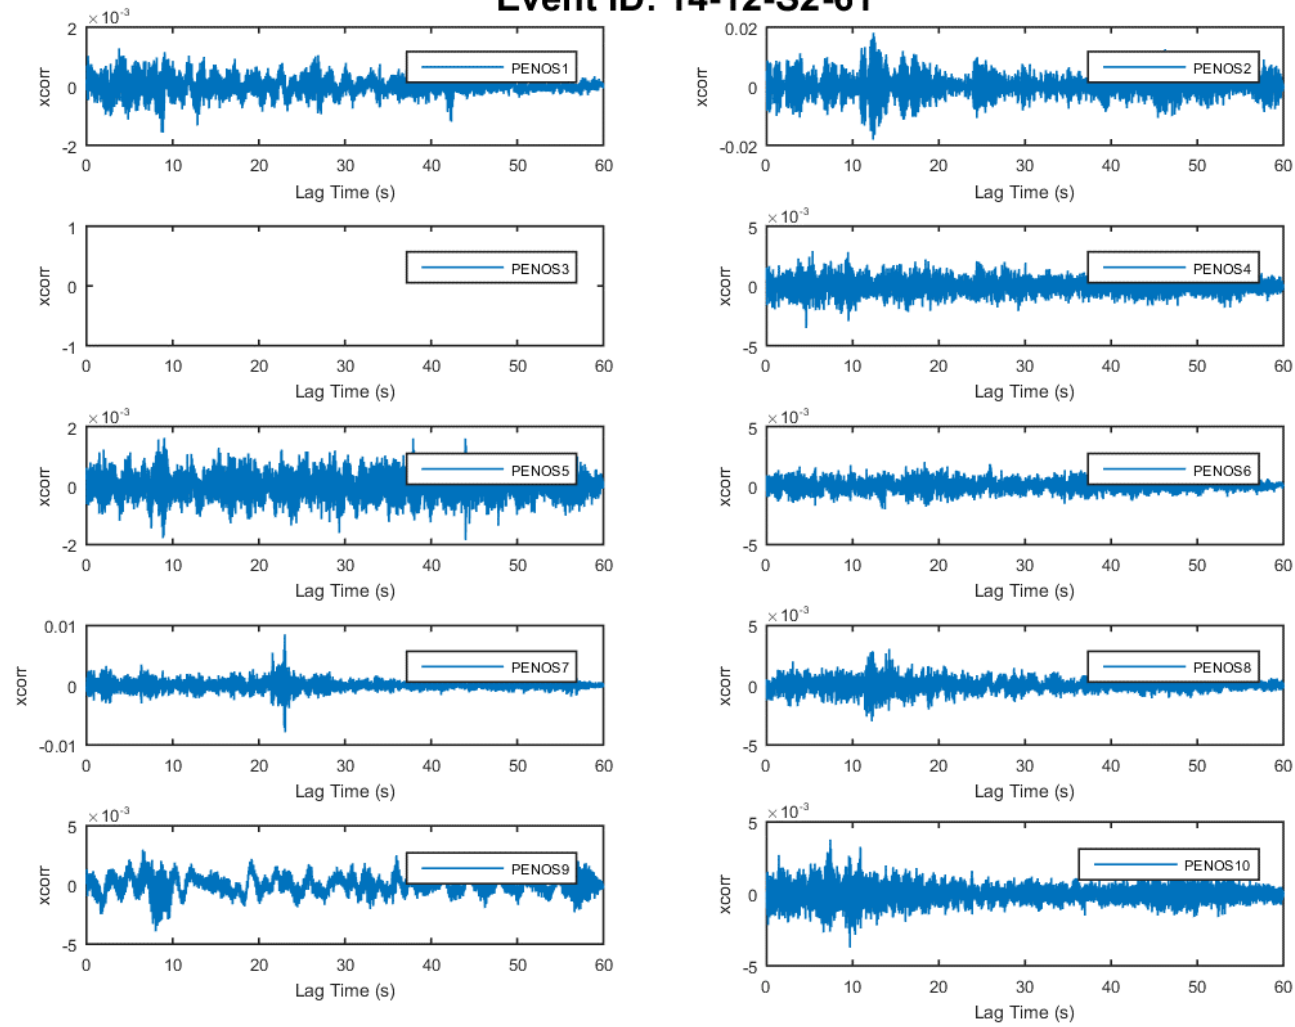 Event ID: 14-12-S2-61
×10-3
2
0
-2
xcorr
PENOS1
0 10 20 30 40 50 60
Lag Time (s)
0.02
0
-0.02
xcorr
PENOS2
0 10 20 30 40 50 60
Lag Time (s)
1
0
-1
xcorr
PENOS3
0 10 20 30 40 50 60
Lag Time (s)
×10-3
5
0
-5
xcorr
PENOS4
0 10 20 30 40 50 60
Lag Time (s)
×10-3
2
0
-2
xcorr
PENOS5
0 10 20 30 40 50 60
Lag Time (s)
×10-3
5
0
-5
xcorr
PENOS6
0 10 20 30 40 50 60
Lag Time (s)
0.01
0
-0.01
xcorr
PENOS7
0 10 20 30 40 50 60
Lag Time (s)
×10-3
5
0
-5
xcorr
PENOS8
0 10 20 30 40 50 60
Lag Time (s)
×10-3
5
0
-5
xcorr
PENOS9
0 10 20 30 40 50 60
Lag Time (s)
×10-3
5
0
-5
xcorr
PENOS10
0 10 20 30 40 50 60
Lag Time (s)